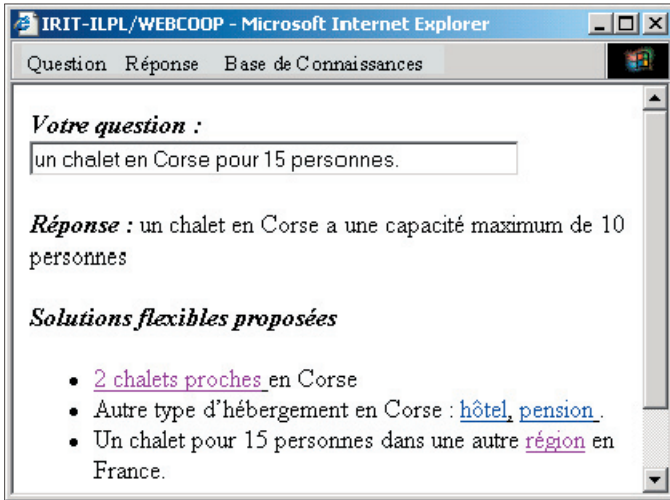 IRIT-ILPL/WEBCOOP - Microsoft Internet Explorer
Question Réponse Base de Connaissances
Votre question :
un chalet en Corse pour 15 personnes.
Réponse : un chalet en Corse a une capacité maximum de 10
personnes
Solutions flexibles proposées
• 2 chalets proches en Corse
• Autre type d'hébergement en Corse : hôtel, pension .
• Un chalet pour 15 personnes dans une autre région en
France.